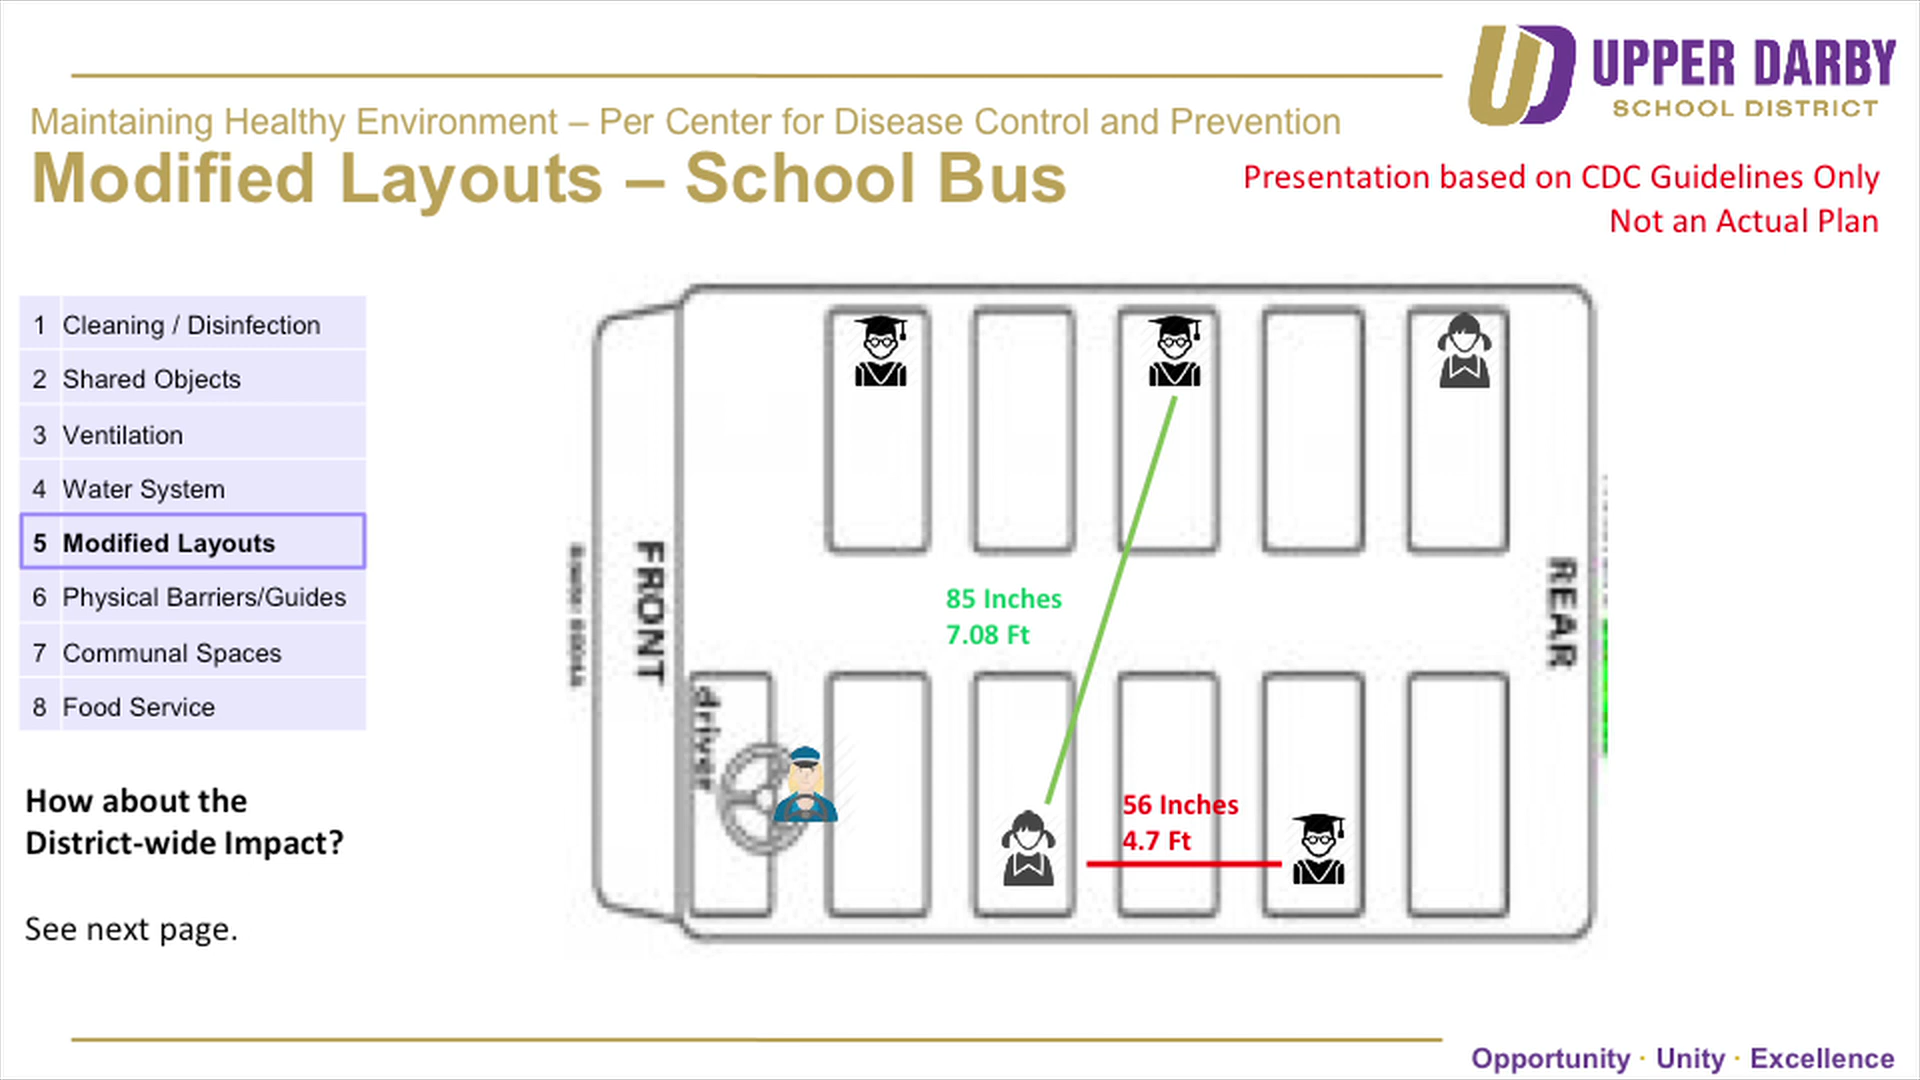 UPPER DARBY
SCHOOL DISTRICT
Maintaining Healthy Environment – Per Center for Disease Control and Prevention
Modified Layouts – School Bus
Presentation based on CDC Guidelines Only
Not an Actual Plan
1 Cleaning / Disinfection
2 Shared Objects
3 Ventilation
4 Water System
5 Modified Layouts
6 Physical Barriers/Guides
7 Communal Spaces
8 Food Service
How about the
District-wide Impact?
See next page.
FRONT
driver
85 Inches
7.08 Ft
56 Inches
4.7 Ft
REAR
Opportunity · Unity · Excellence